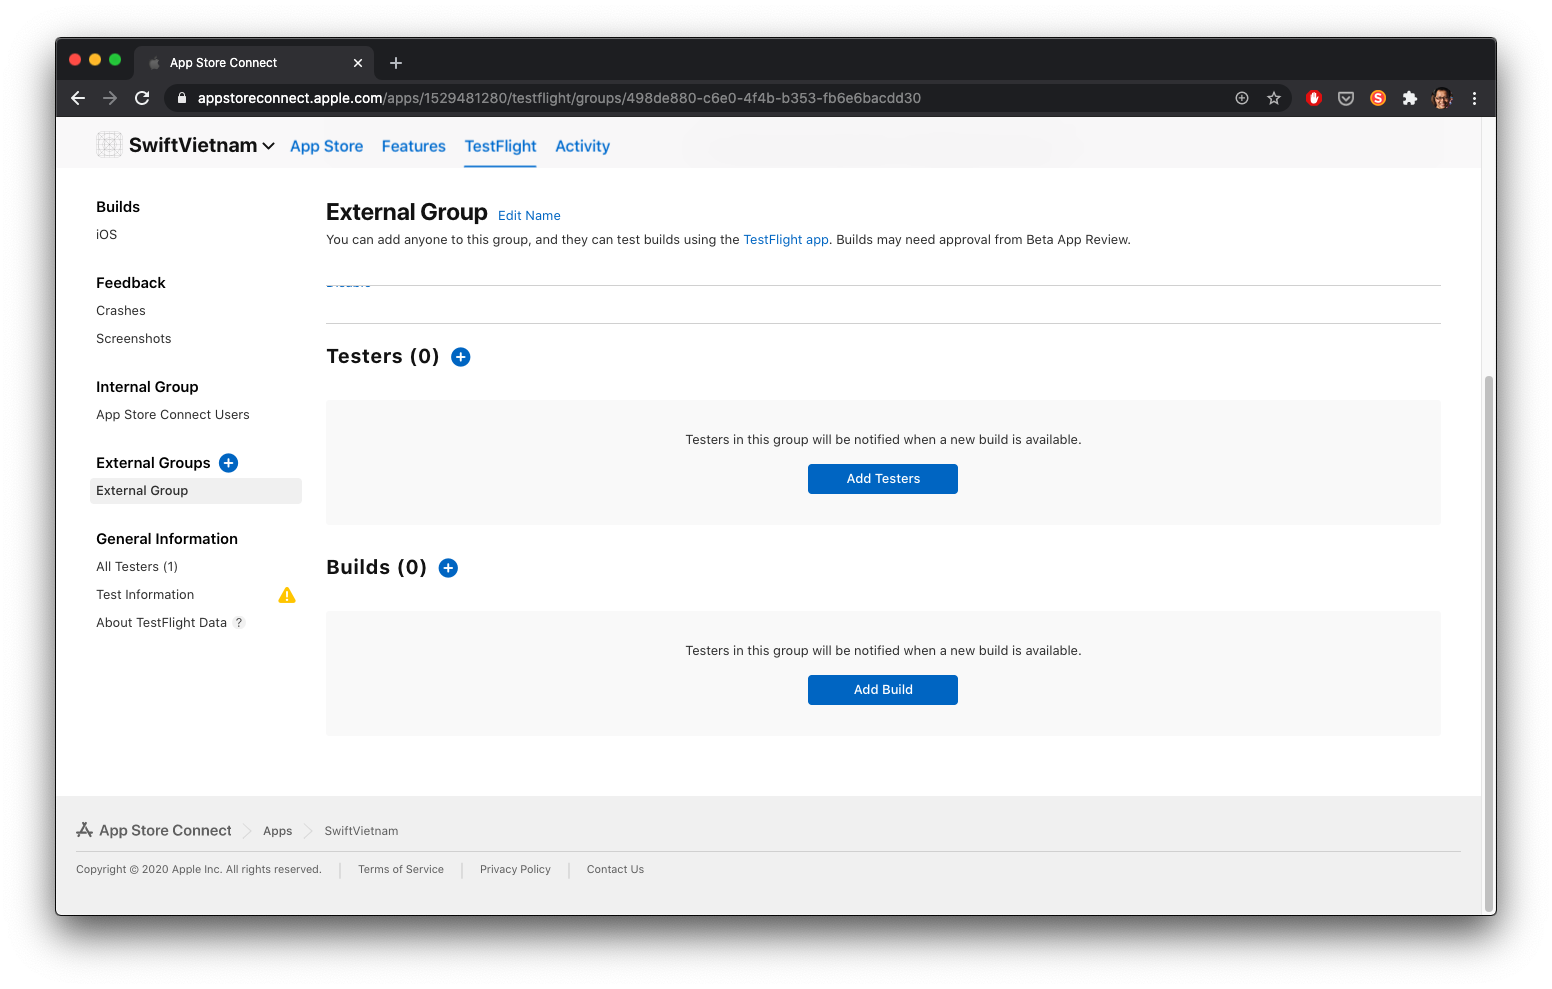 App Store Connect
appstoreconnect.apple.com/apps/1529481280/testflight/groups/498de880-c6e0-4f4b-b353-fb6e6bacdd30
SwiftVietnam App Store Features TestFlight Activity
Builds
iOS
Feedback
Crashes
Screenshots
Internal Group
App Store Connect Users
External Groups
External Group
General Information
All Testers (1)
Test Information
About TestFlight Data ?
External Group Edit Name
You can add anyone to this group, and they can test builds using the TestFlight app. Builds may need approval from Beta App Review.
Testers (0)
Testers in this group will be notified when a new build is available.
Add Testers
Builds (0)
Testers in this group will be notified when a new build is available.
Add Build
App Store Connect Apps SwiftVietnam
Copyright © 2020 Apple Inc. All rights reserved. Terms of Service Privacy Policy Contact Us